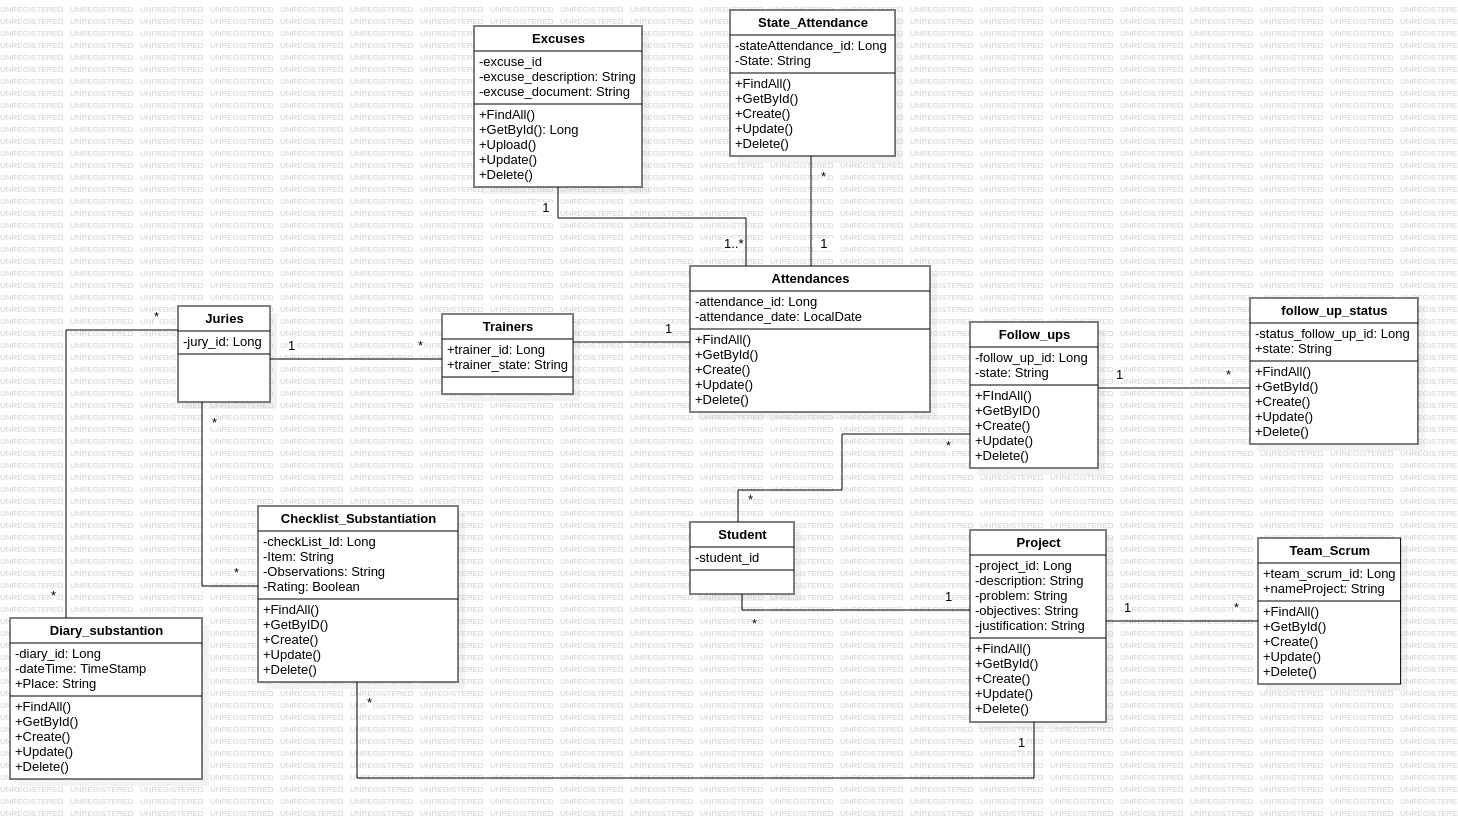 State_Attendance
-stateAttendance_id: Long
-State: String
+FindAll()
+GetById()
+Create()
+Update()
+Delete()
*
1
Excuses
-excuse_id
-excuse_description: String
-excuse_document: String
+FindAll()
+GetById(): Long
+Upload()
+Update()
+Delete()
1
1..*
Attendances
-attendance_id: Long
-attendance_date: LocalDate
+FindAll()
+GetById()
+Create()
+Update()
+Delete()
1
Juries
-jury_id: Long
*
1
*
*
Trainers
+trainer_id: Long
+trainer_state: String
Follow_ups
-follow_up_id: Long
-state: String
+FIndAll()
+GetByID()
+Create()
+Update()
+Delete()
1
*
*
*
follow_up_status
-status_follow_up_id: Long
+state: String
+FindAll()
+GetById()
+Create()
+Update()
+Delete()
Checklist_Substantiation
-checkList_Id: Long
-Item: String
-Observations: String
-Rating: Boolean
+FindAll()
+GetByID()
+Create()
+Update()
+Delete()
*
*
Student
-student_id
*
1
Project
-project_id: Long
-description: String
-problem: String
-objectives: String
-justification: String
+FindAll()
+GetById()
+Create()
+Update()
+Delete()
1
*
1
Team_Scrum
+team_scrum_id: Long
+nameProject: String
+FindAll()
+GetById()
+Create()
+Update()
+Delete()
*
Diary_substantion
-diary_id: Long
-dateTime: TimeStamp
+Place: String
+FindAll()
+GetById()
+Create()
+Update()
+Delete()
UNREGISTERED